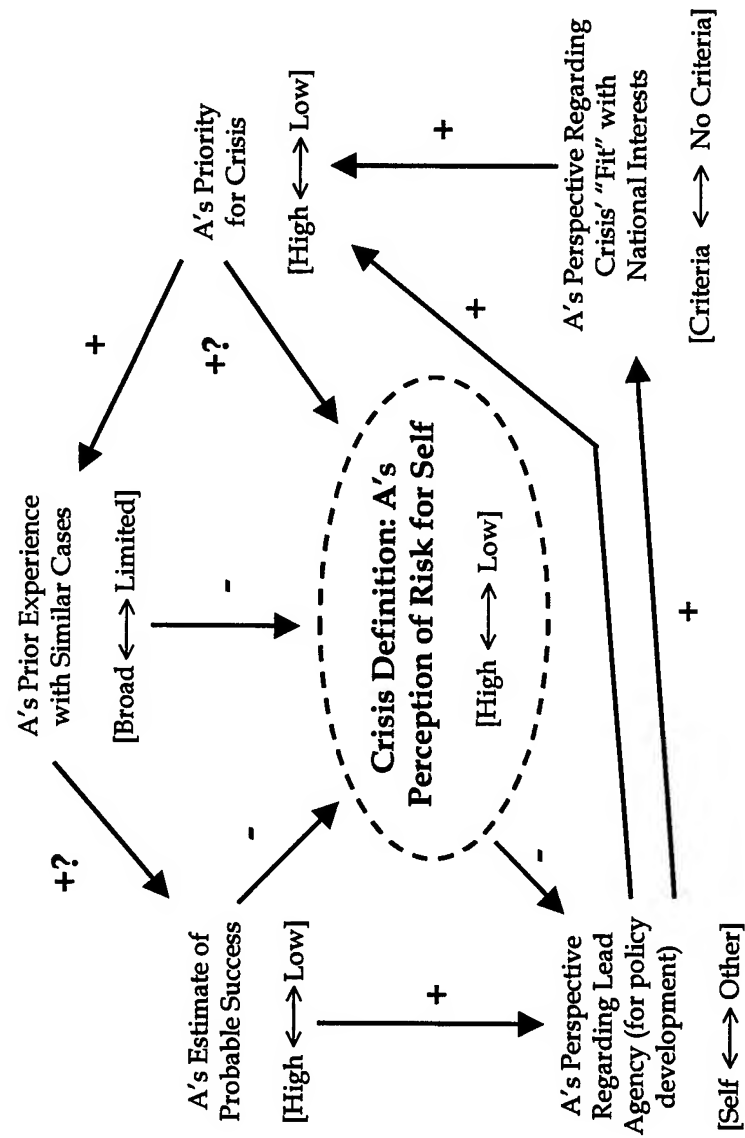 A's Prior Experience
with Similar Cases
[Broad <—> Limited]
+
A's Priority
for Crisis
[High <—> Low]
+?
+?
-
A's Estimate of
Probable Success
[High <—> Low]
-
Crisis Definition: A's
Perception of Risk for Self
[High <—> Low]
+
+
+
-
A's Perspective
Regarding Lead
Agency (for policy
development)
[Self <—> Other]
+
A's Perspective Regarding
Crisis' "Fit" with
National Interests
[Criteria <—> No Criteria]